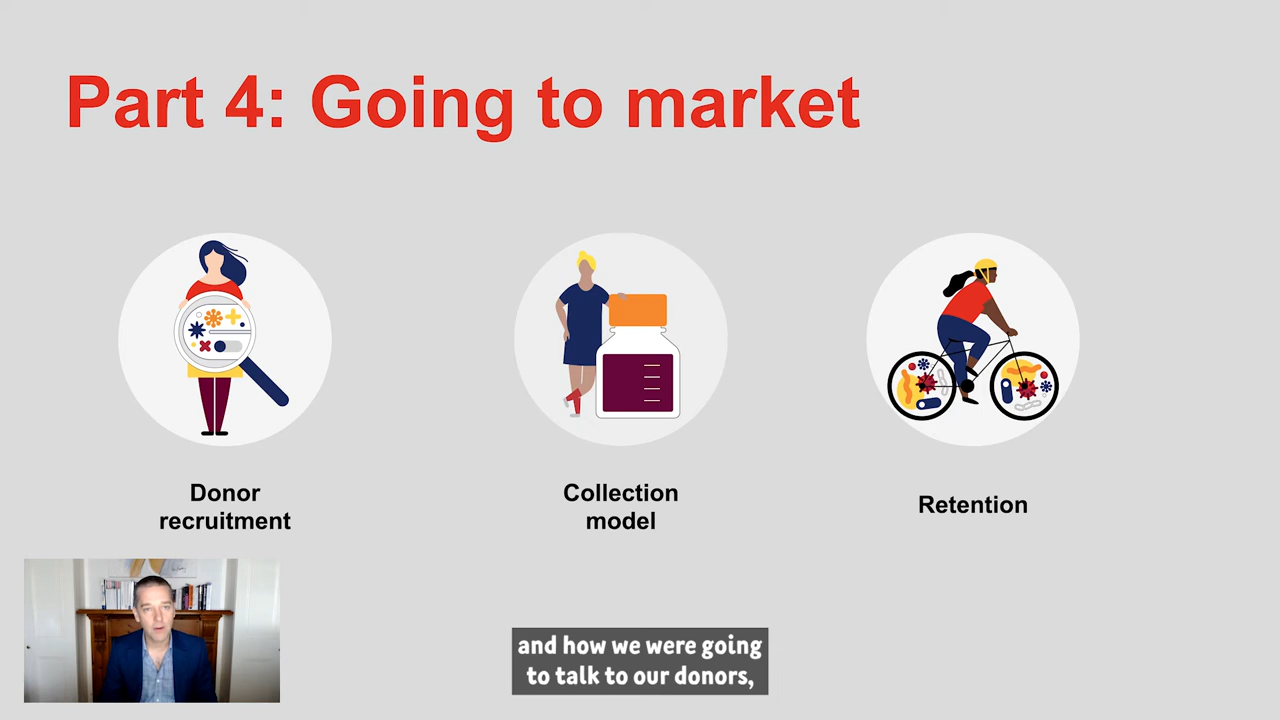 Part 4: Going to market
Donor
recruitment
Collection
model
Retention
and how we were going
to talk to our donors,